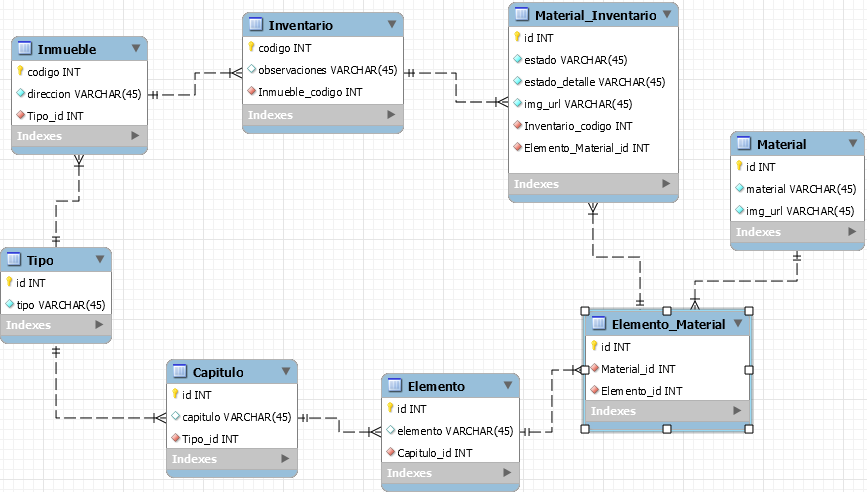 Inmueble
codigo INT
direccion VARCHAR(45)
Tipo_id INT
Indexes
Inventario
codigo INT
observaciones VARCHAR(45)
Inmueble_codigo INT
Indexes
Material_Inventario
id INT
estado VARCHAR(45)
estado_detalle VARCHAR(45)
img_url VARCHAR(45)
Inventario_codigo INT
Elemento_Material_id INT
Indexes
Material
id INT
material VARCHAR(45)
img_url VARCHAR(45)
Indexes
Tipo
id INT
tipo VARCHAR(45)
Indexes
Capitulo
id INT
capitulo VARCHAR(45)
Tipo_id INT
Indexes
Elemento
id INT
elemento VARCHAR(45)
Capitulo_id INT
Indexes
Elemento_Material
id INT
Material_id INT
Elemento_id INT
Indexes